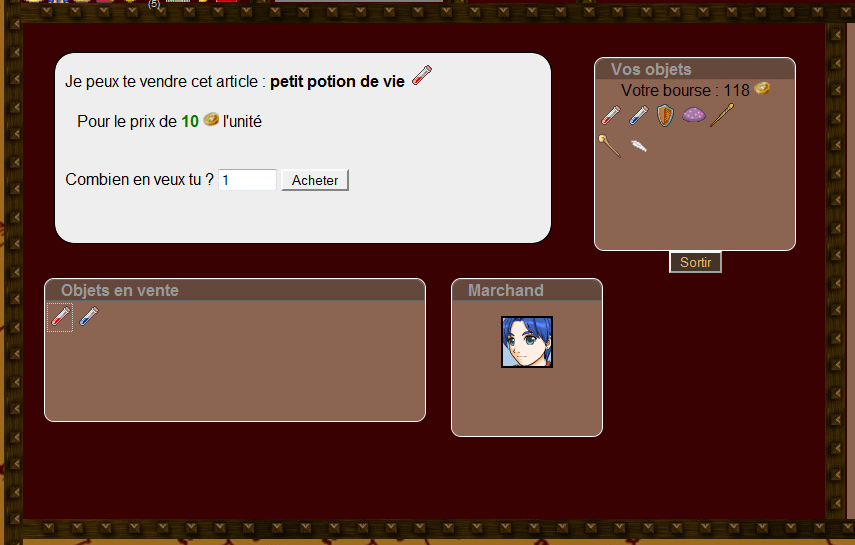 (5)
Je peux te vendre cet article : petit potion de vie
Pour le prix de 10 l'unité
Combien en veux tu ? 1 Acheter
Vos objets
Votre bourse : 118
Sortir
Objets en vente
Marchand